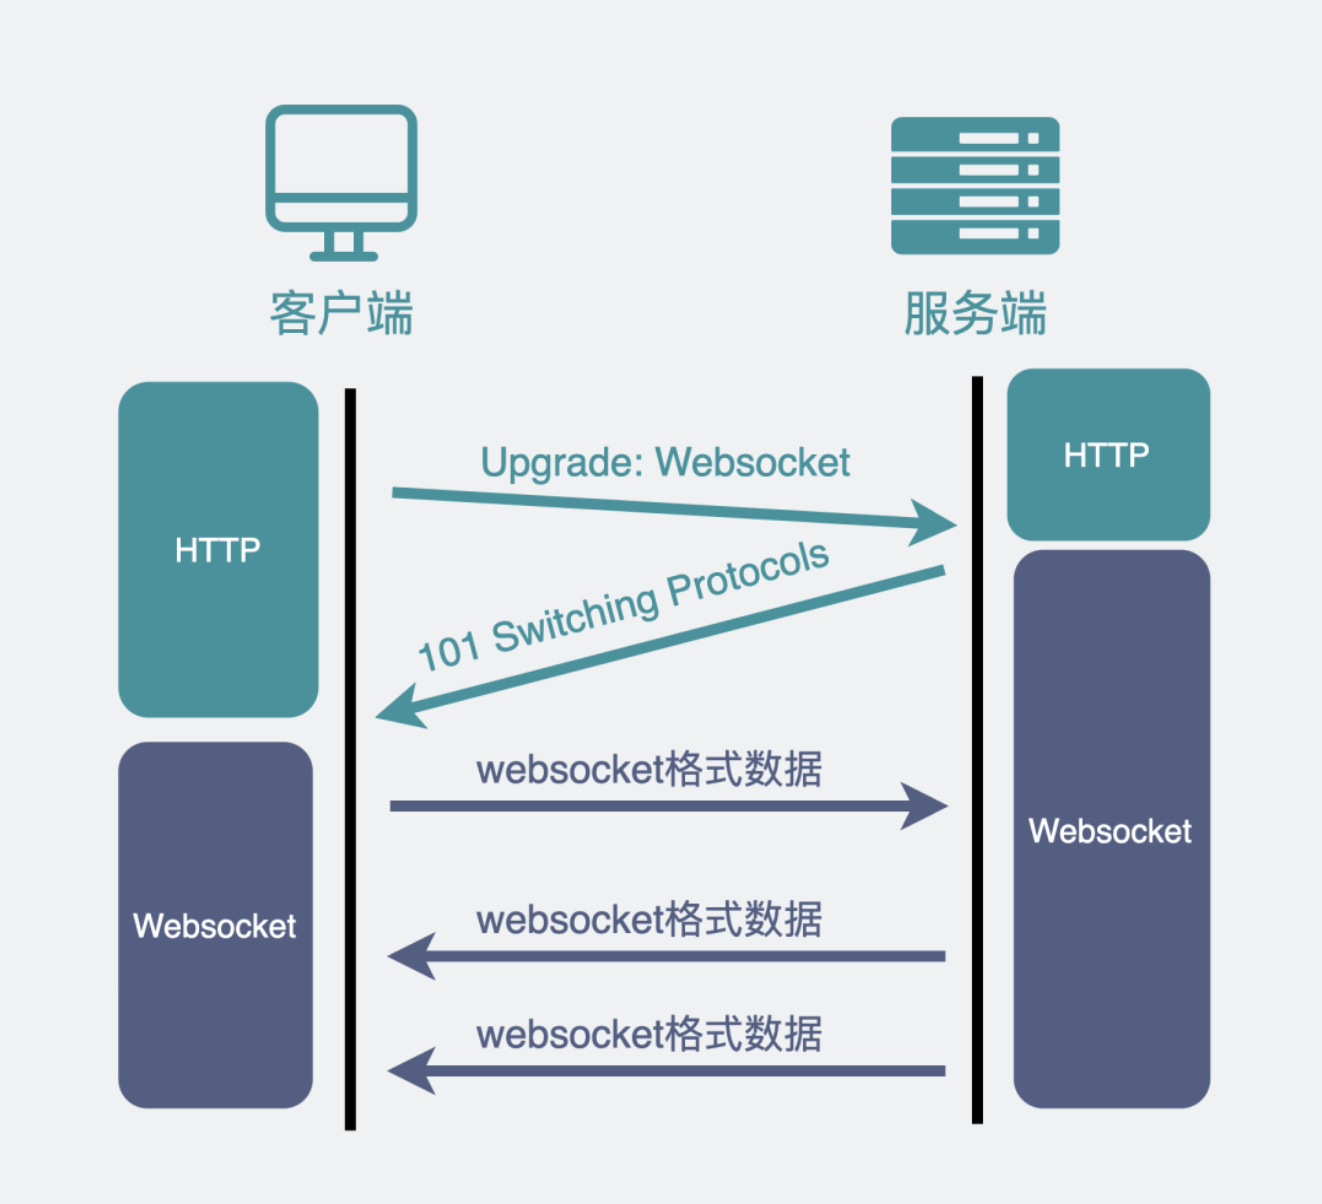 客户端
服务端
HTTP
Upgrade: Websocket
HTTP
101 Switching Protocols
websocket格式数据
Websocket
Websocket
websocket格式数据
websocket格式数据